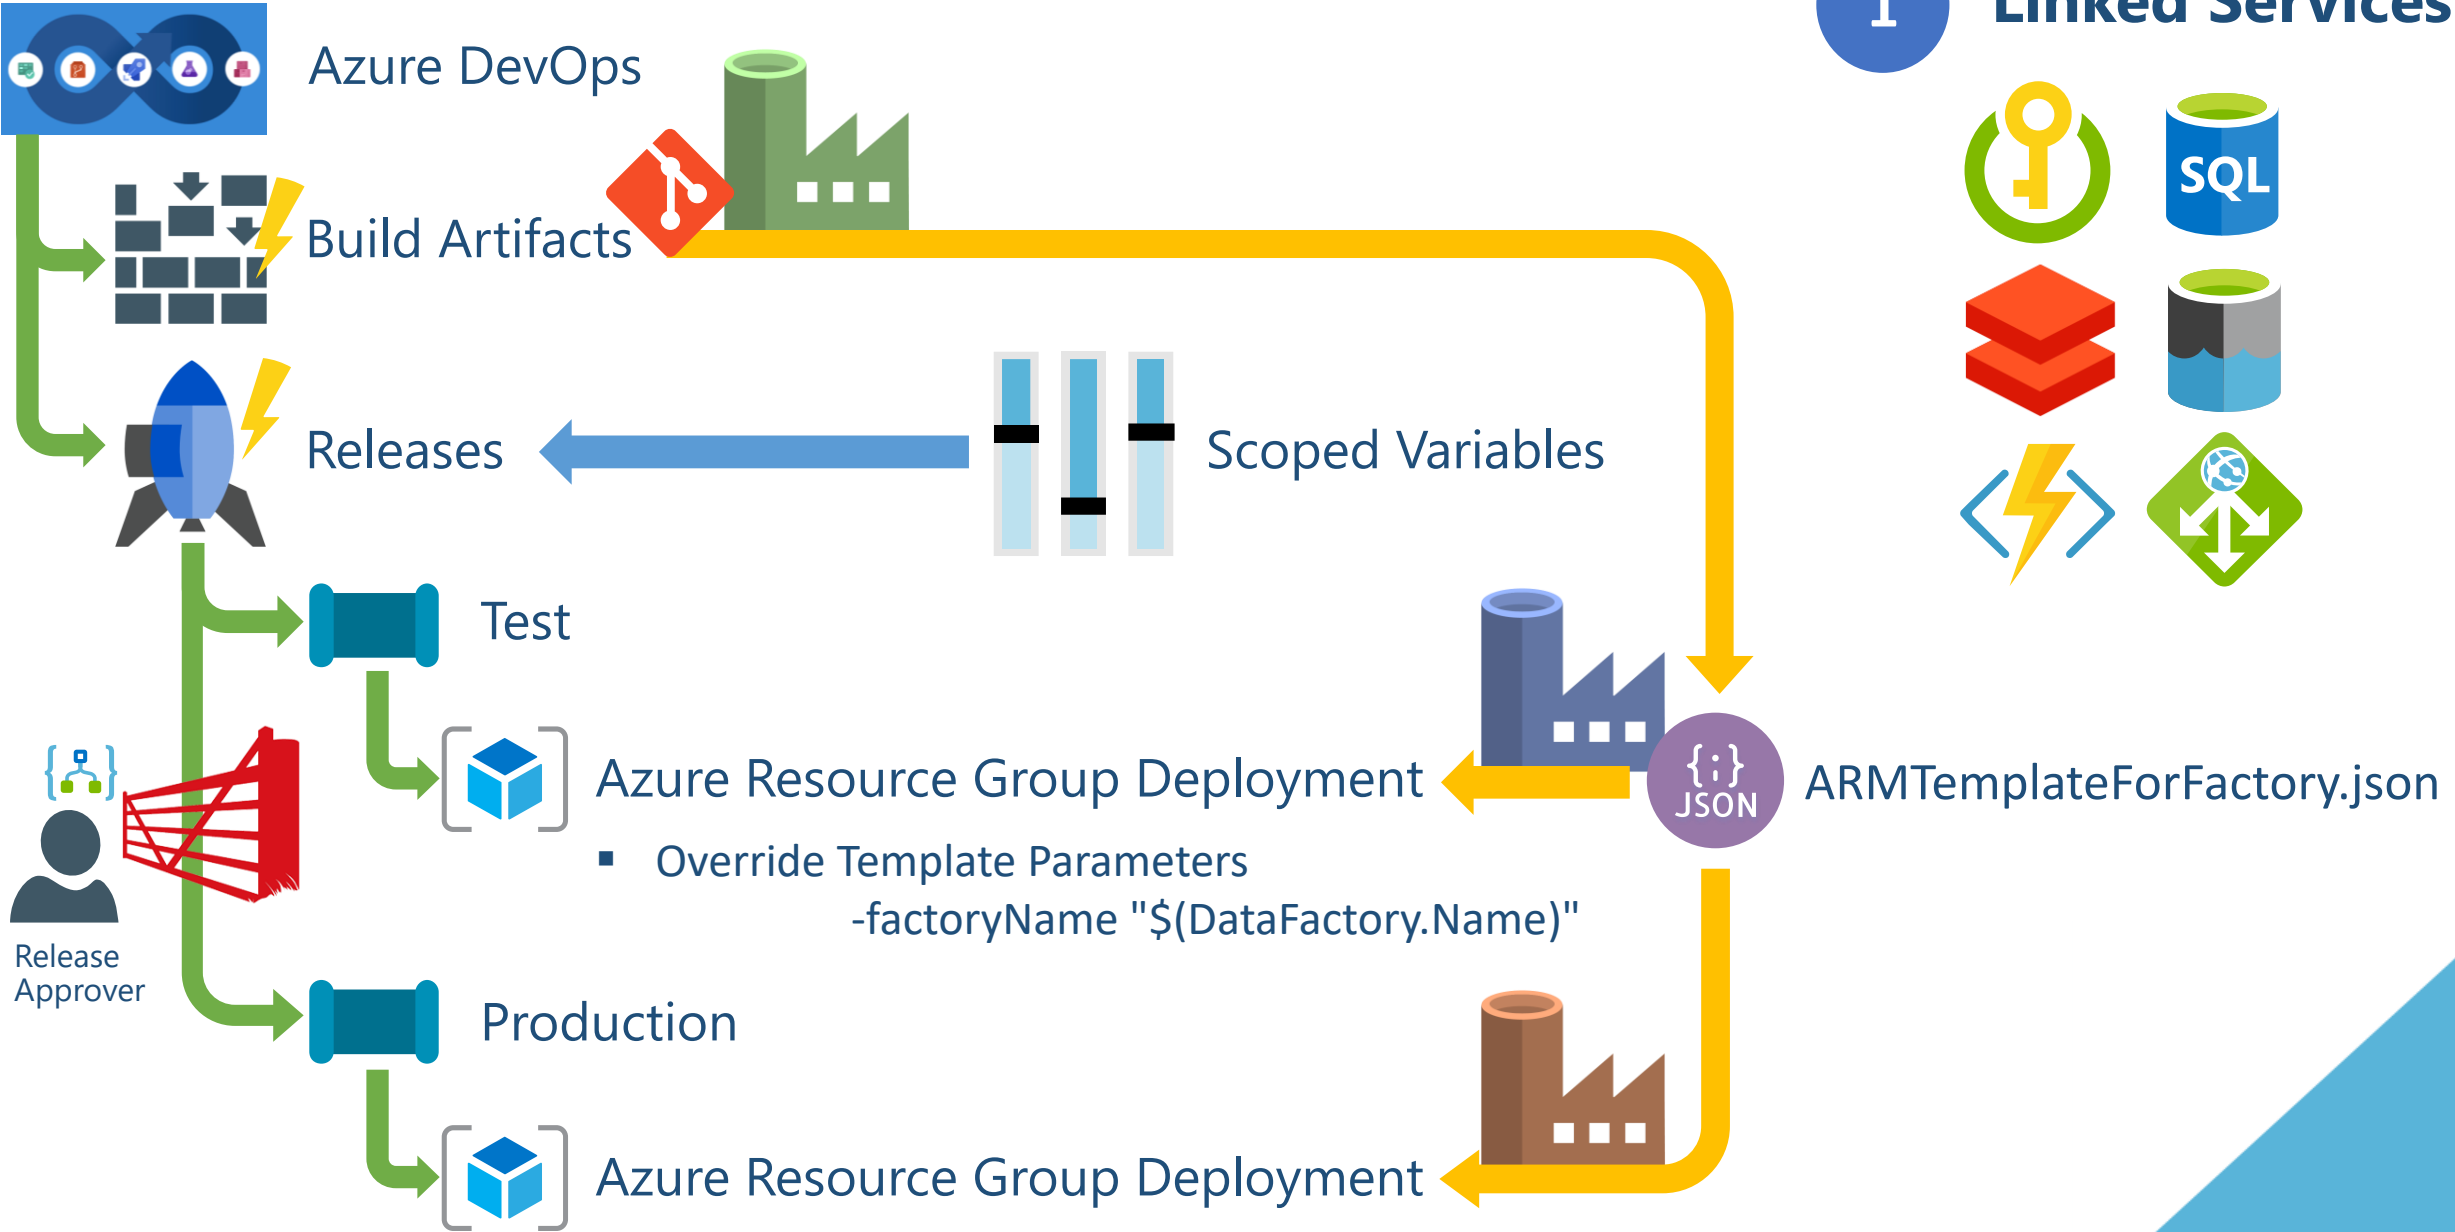 1
Linked Services
Azure DevOps
Build Artifacts
SQL
Releases
Scoped Variables
Test
Azure Resource Group Deployment
{;}
JSON
ARMTemplateForFactory.json
▪ Override Template Parameters
-factoryName "$(DataFactory.Name)"
Release
Approver
Production
Azure Resource Group Deployment